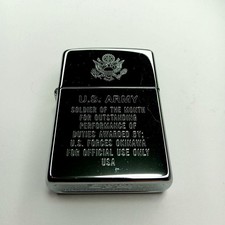 U.S. ARMY
SOLDIER OF THE MONTH
FOR OUTSTANDING
PERFORMANCE OF
DUTIES AWARDED BY:
U.S. FORCES OKINAWA
FOR OFFICIAL USE ONLY
USA